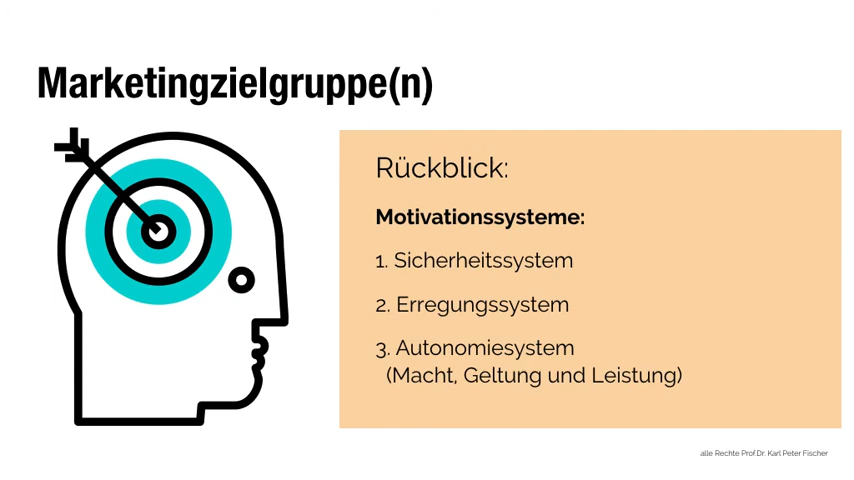 Marketingzielgruppe(n)
Rückblick:
Motivationssysteme:
1. Sicherheitssystem
2. Erregungssystem
3. Autonomiesystem
(Macht, Geltung und Leistung)
alle Rechte Prof.Dr. Karl Peter Fischer